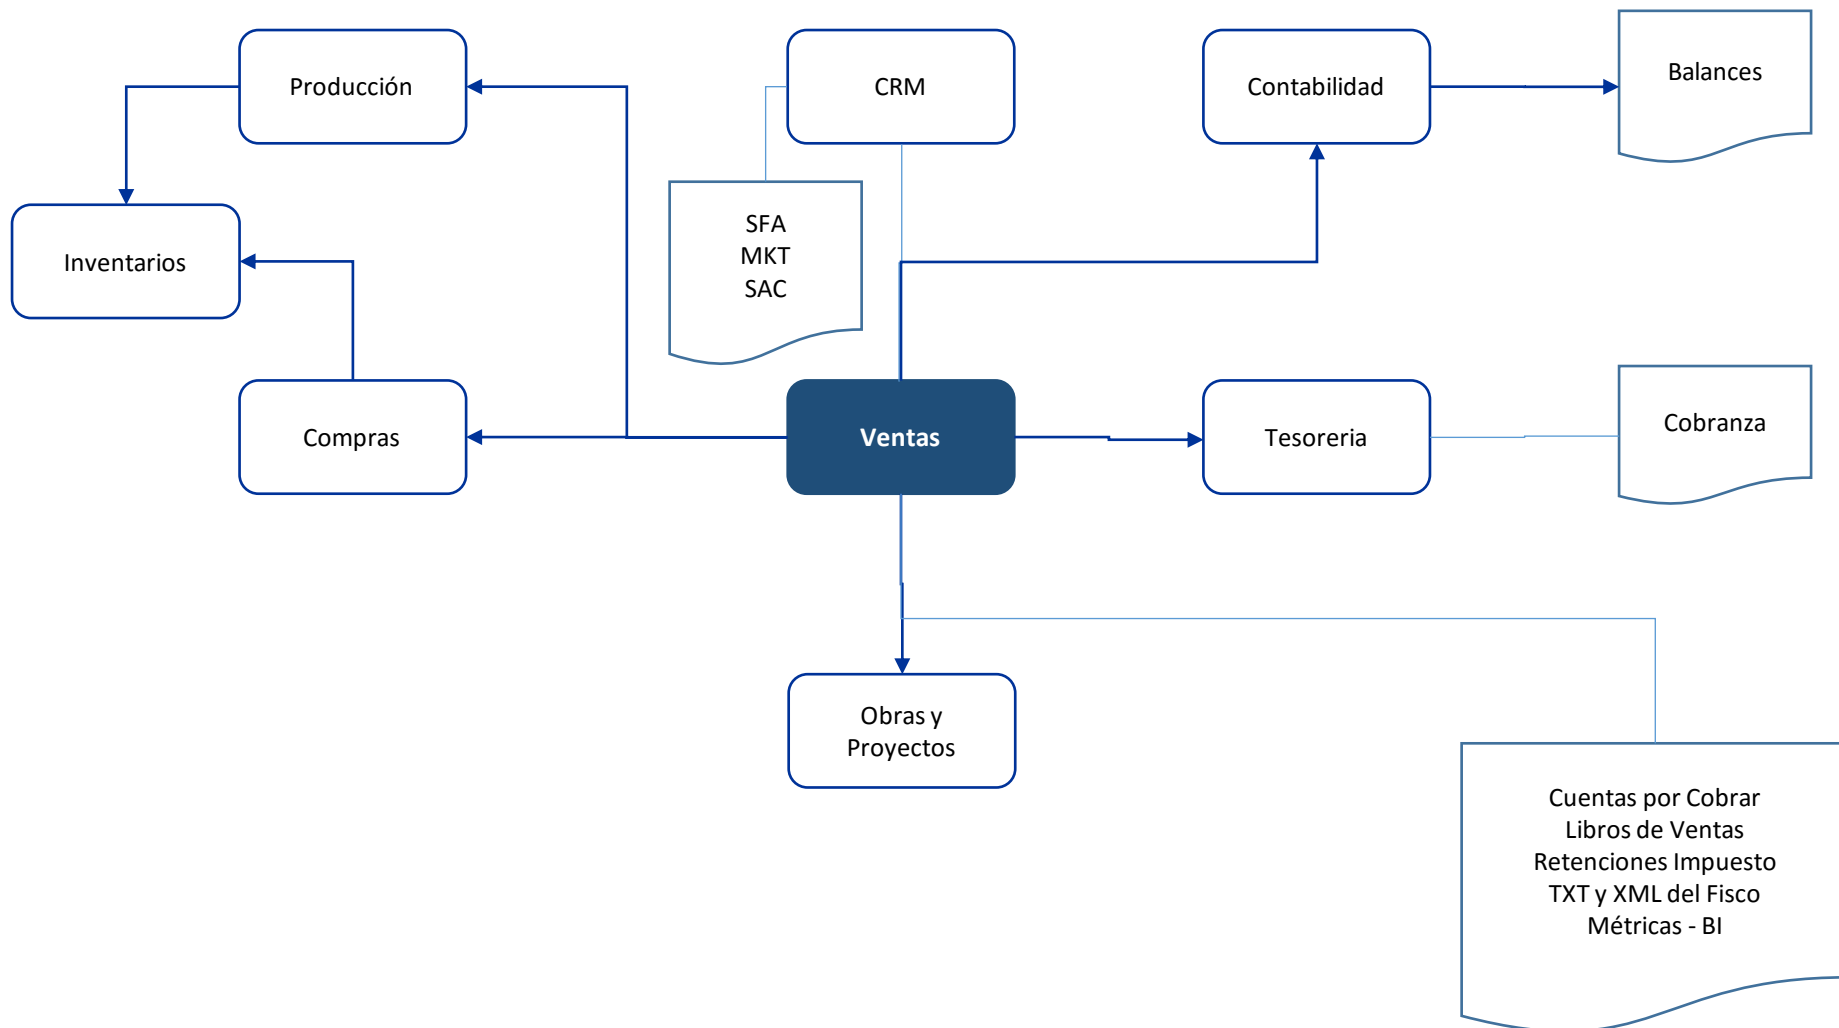 Producción
CRM
Contabilidad
Balances
Inventarios
SFA
MKT
SAC
Compras
Ventas
Tesoreria
Cobranza
Obras y
Proyectos
Cuentas por Cobrar
Libros de Ventas
Retenciones Impuesto
TXT y XML del Fisco
Métricas - BI